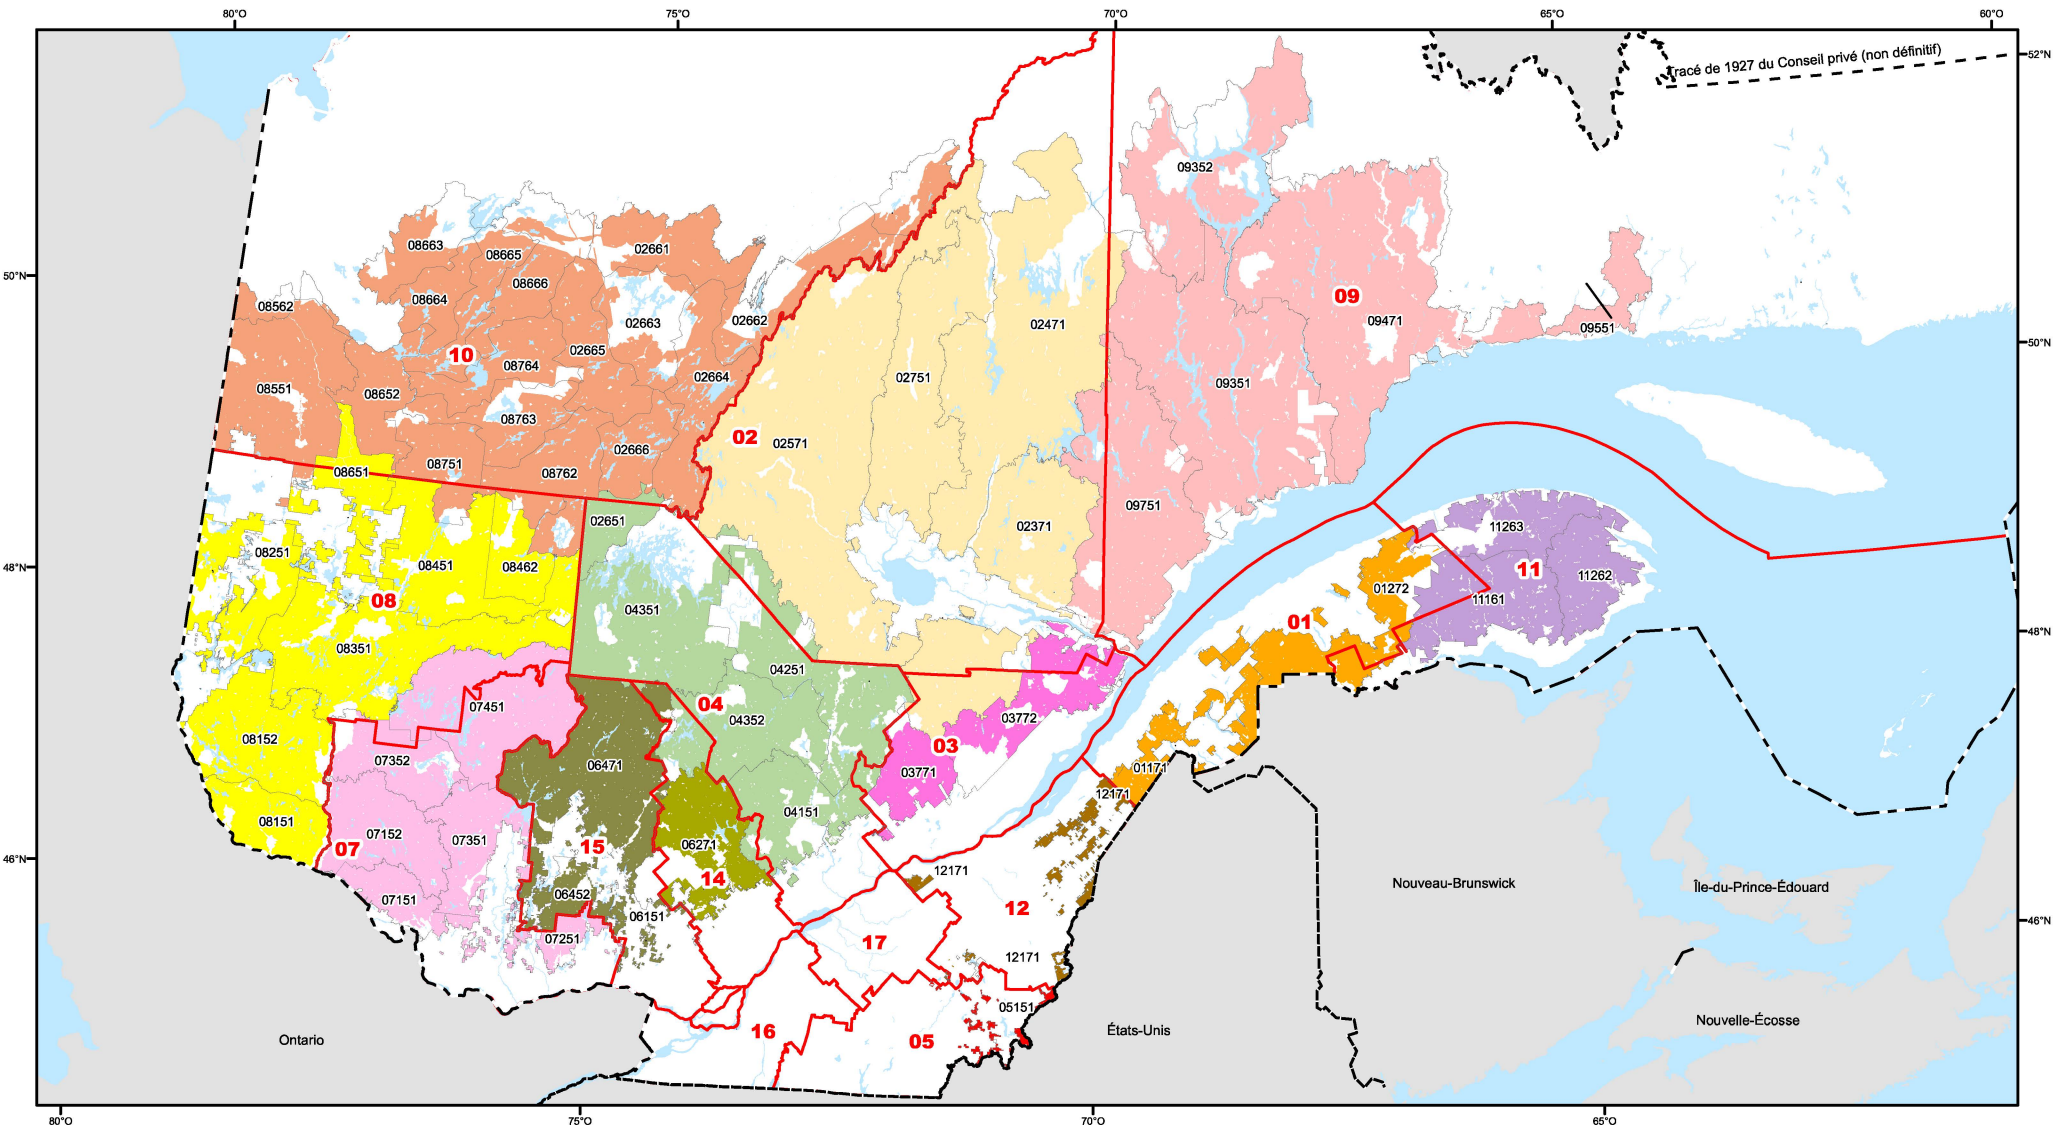 80°O 75°O 70°O 65°O 60°O
52°N
Tracé de 1927 du Conseil privé (non définitif)
09352
08663 08665 02661
50°N
08666
08664 09
08562 02663 02662 02471 09471
09551
50°N
10 02665
08764
02664 02751 09351
08551 08652
08763
02 02571
02666
08651 08751 08762
09751
02651 02371 11263
08251
48°N
08451 08462 11 11262
01272
08 04351 11161
01
48°N
08351
04251
07451 04 04352 03772
08152 03
07352 06471 03771 01171
12171
08151 04151
07152 07351 06271
07 15
46°N
14 12171
06452 Nouveau-Brunswick Île-du-Prince-Édouard
07151 06151 12
46°N
07251 17
12171
05151
Nouvelle-Écosse
16 États-Unis
Ontario 05
80°O 75°O 70°O 65°O